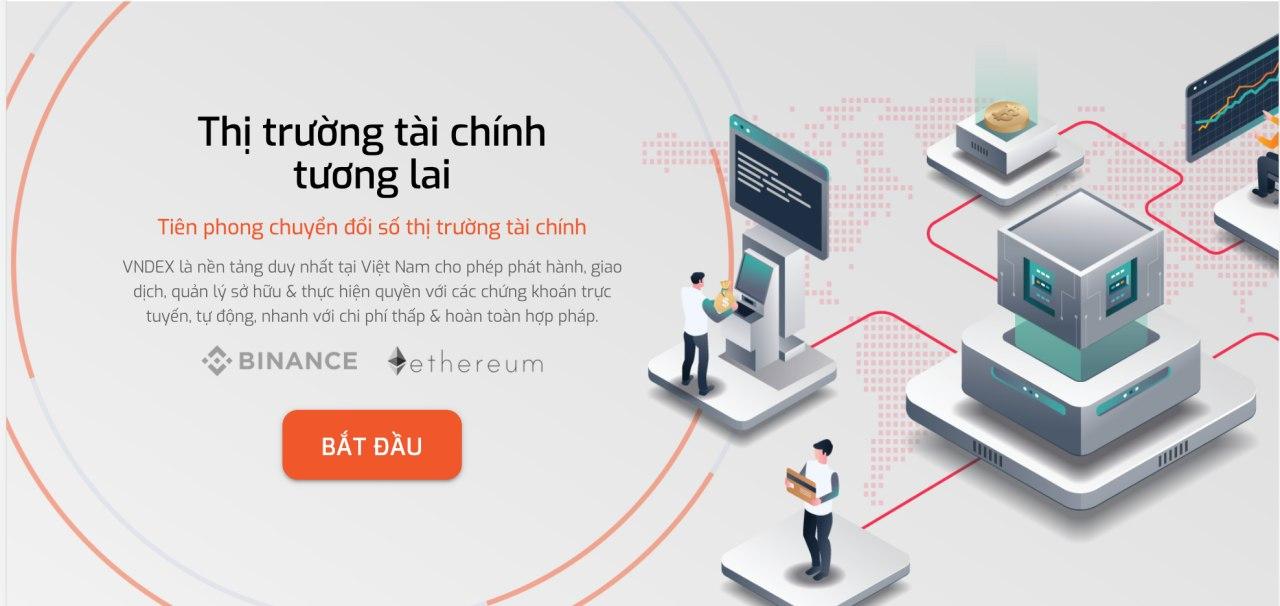 Thị trường tài chính
tương lai
Tiên phong chuyển đổi số thị trường tài chính
VNDEX là nền tảng duy nhất tại Việt Nam cho phép phát hành, giao
dịch, quản lý sở hữu & thực hiện quyền với các chứng khoán trực
tuyến, tự động, nhanh với chi phí thấp & hoàn toàn hợp pháp.
BINANCE ethereum
BẮT ĐẦU